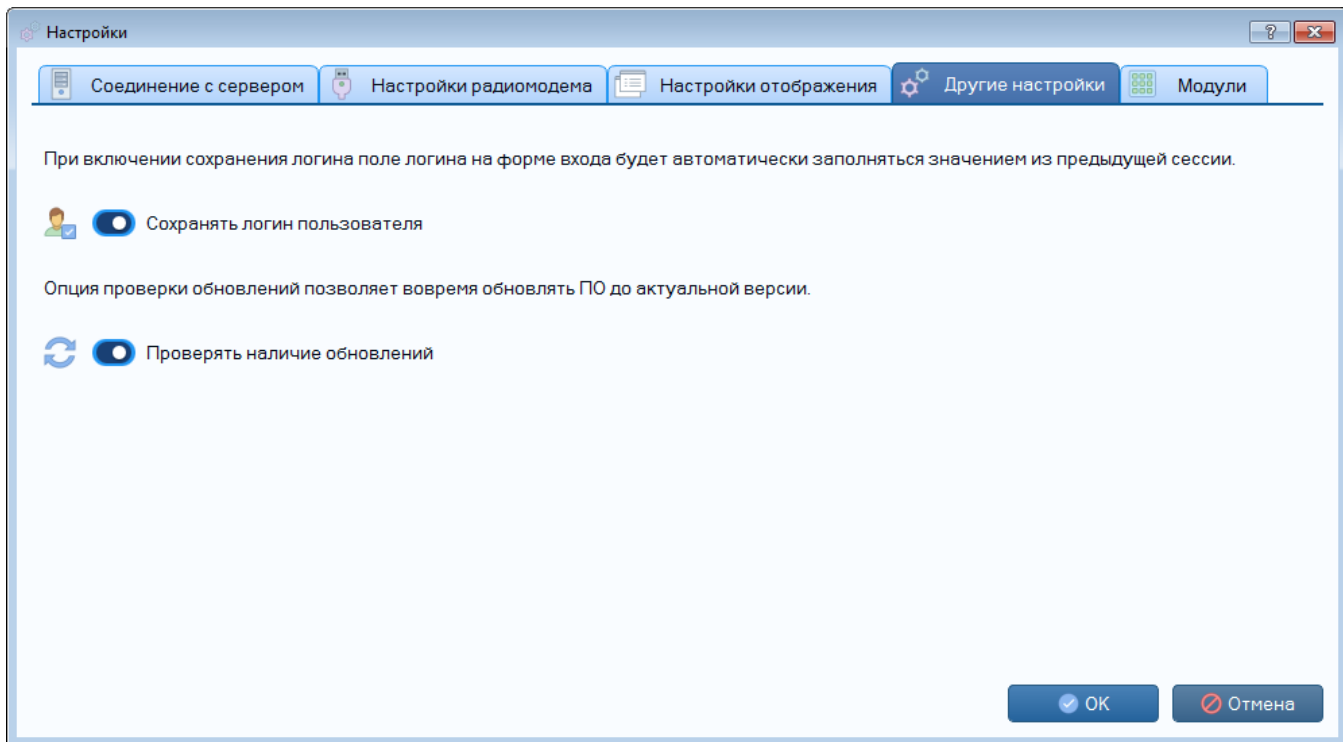 Настройки
Соединение с сервером
Настройки радиомодема
Настройки отображения
Другие настройки
Модули
При включении сохранения логина поле логина на форме входа будет автоматически заполняться значением из предыдущей сессии.
Сохранять логин пользователя
Опция проверки обновлений позволяет вовремя обновлять ПО до актуальной версии.
Проверять наличие обновлений
OK
Отмена